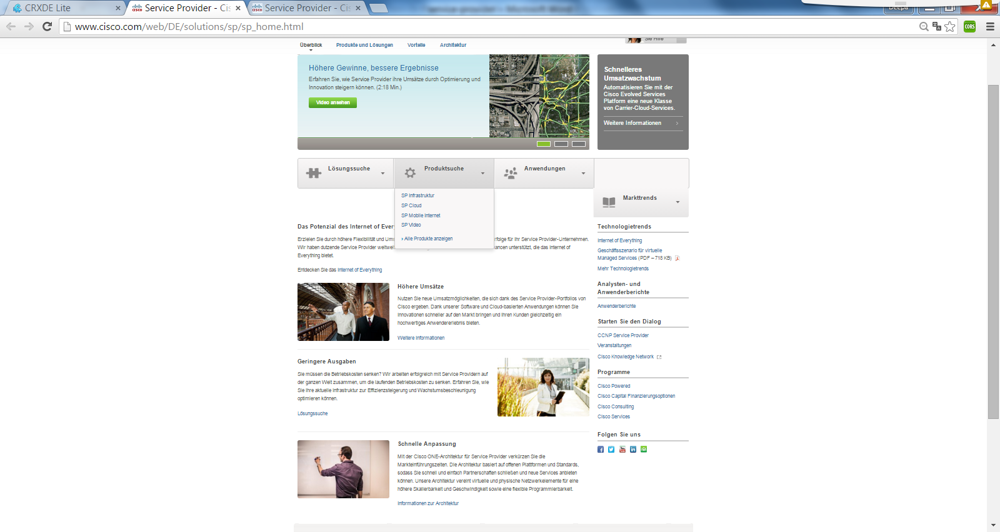 CRXDE Lite
Service Provider - Cis
Service Provider - Cis
Deepa
www.cisco.com/web/DE/solutions/sp/sp_home.html
CORS
Sie Hilfe
Überblick
Produkte und Lösungen
Vorteile
Architektur
Höhere Gewinne, bessere Ergebnisse
Erfahren Sie, wie Service Provider ihre Umsätze durch Optimierung und
Innovation steigern können. (2:18 Min.)
Video ansehen
Schnelleres
Umsatzwachstum
Automatisieren Sie mit der
Cisco Evolved Services
Platform eine neue Klasse
von Carrier-Cloud-Services.
Weitere Informationen
Lösungssuche
Produktsuche
Anwendungen
SP Infrastruktur
SP Cloud
SP Mobile Internet
SP Video
› Alle Produkte anzeigen
Markttrends
Das Potenzial des Internet of Ever
Erzielen Sie durch höhere Flexibilität und Ums
rfolge für Ihr Service Provider-Unternehmen.
Wir haben dutzende Service Provider weltwei
hancen unterstützt, die das Internet of
Everything bietet.
Entdecken Sie das Internet of Everything
Höhere Umsätze
Nutzen Sie neue Umsatzmöglichkeiten, die sich dank des Service Provider-Portfolios von
Cisco ergeben. Dank unserer Software und Cloud-basierten Anwendungen können Sie
Innovationen schneller auf den Markt bringen und Ihren Kunden gleichzeitig ein
hochwertiges Anwendererlebnis bieten.
Weitere Informationen
Geringere Ausgaben
Sie müssen die Betriebskosten senken? Wir arbeiten erfolgreich mit Service Providern auf
der ganzen Welt zusammen, um die laufenden Betriebskosten zu senken. Erfahren Sie, wie
Sie Ihre aktuelle Infrastruktur zur Effizienzsteigerung und Wachstumsbeschleunigung
optimieren können.
Lösungssuche
Schnelle Anpassung
Mit der Cisco ONE-Architektur für Service Provider verkürzen Sie die
Markteinführungszeiten. Die Architektur basiert auf offenen Plattformen und Standards,
sodass Sie schnell und einfach Partnerschaften schließen und neue Services anbieten
können. Unsere Architektur vereint virtuelle und physische Netzwerkelemente für eine
höhere Skalierbarkeit und Geschwindigkeit sowie eine flexible Programmierbarkeit.
Informationen zur Architektur
Technologietrends
Internet of Everything
Geschäftsszenario für virtuelle
Managed Services (PDF – 718 KB)
Mehr Technologietrends
Analysten- und
Anwenderberichte
Anwenderberichte
Starten Sie den Dialog
CCNP Service Provider
Veranstaltungen
Cisco Knowledge Network
Programme
Cisco Powered
Cisco Capital Finanzierungsoptionen
Cisco Consulting
Cisco Services
Folgen Sie uns